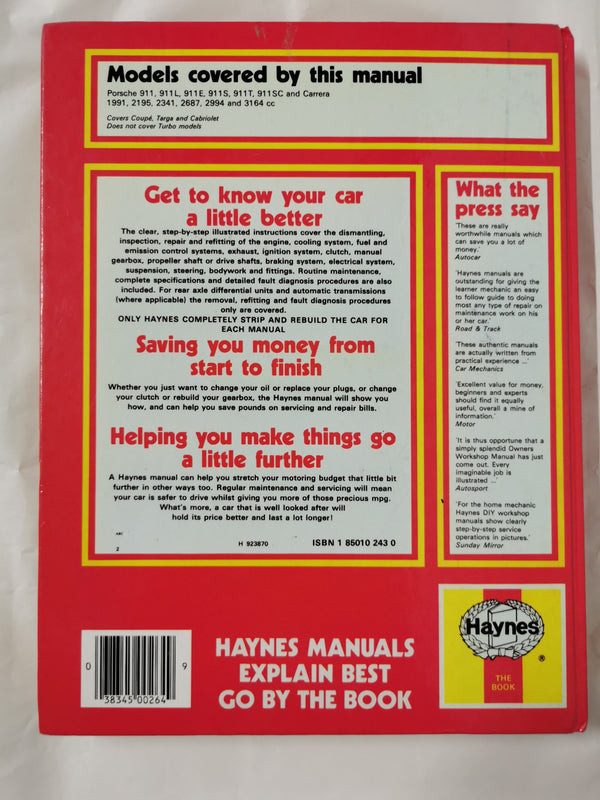 Models covered by this manual
Porsche 911, 911L, 911E, 911S, 911T, 911SC and Carrera
1991, 2195, 2341, 2687, 2994 and 3164 cc
Covers Coupé, Targa and Cabriolet
Does not cover Turbo models
Get to know your car
a little better
The clear, step-by-step illustrated instructions cover the dismantling,
inspection, repair and refitting of the engine, cooling system, fuel and
emission control systems, exhaust, ignition system, clutch, manual
gearbox, propeller shaft or drive shafts, braking system, electrical system,
suspension, steering, bodywork and fittings. Routine maintenance,
complete specifications and detailed fault diagnosis procedures are also
included. For rear axle differential units and automatic transmissions
(where applicable) the removal, refitting and fault diagnosis procedures
only are covered.
ONLY HAYNES COMPLETELY STRIP AND REBUILD THE CAR FOR
EACH MANUAL
Saving you money from
start to finish
Whether you just want to change your oil or replace your plugs, or change
your clutch or rebuild your gearbox, the Haynes manual will show you
how, and can help you save pounds on servicing and repair bills.
Helping you make things go
a little further
A Haynes manual can help you stretch your motoring budget that little bit
further in other ways too. Regular maintenance and servicing will mean
your car is safer to drive whilst giving you more of those precious mpg.
What's more, a car that is well looked after will
hold its price better and last a lot longer!
ABC
2
H 923870
ISBN 1 85010 243 0
What the
press say
'These are really
worthwhile manuals which
can save you a lot of
money.'
Autocar
'Haynes manuals are
outstanding for giving the
learner mechanic an easy
to follow guide to doing
most any type of repair on
maintenance work on his
or her car.'
Road & Track
'These authentic manuals
are actually written from
practical experience ...'
Car Mechanics
'Excellent value for money,
beginners and experts
should find it equally
useful, overall a mine of
information.'
Motor
'It is thus opportune that a
simply splendid Owners
Workshop Manual has just
come out. Every
imaginable job is
illustrated ...'
Autosport
'For the home mechanic
Haynes DIY workshop
manuals show clearly
step-by-step service
operations in pictures.'
Sunday Mirror
0 38345 00264 9
HAYNES MANUALS
EXPLAIN BEST
GO BY THE BOOK
Haynes
®
THE
BOOK